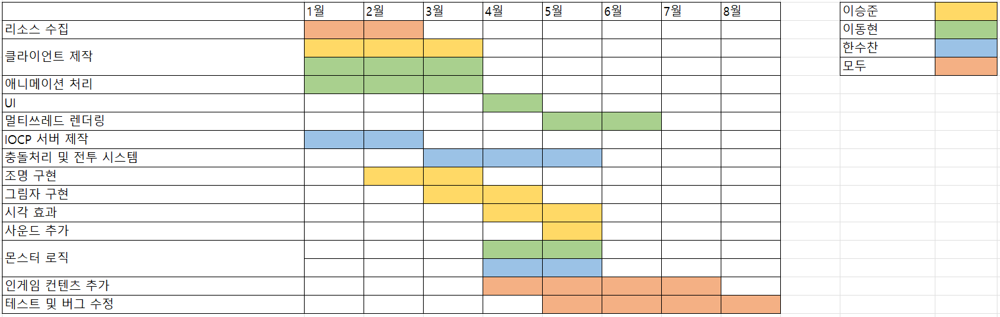 1월 2월 3월 4월 5월 6월 7월 8월
리소스 수집
클라이언트 제작
애니메이션 처리
UI
멀티쓰레드 렌더링
IOCP 서버 제작
충돌처리 및 전투 시스템
조명 구현
그림자 구현
시각 효과
사운드 추가
몬스터 로직
인게임 컨텐츠 추가
테스트 및 버그 수정
이승준
이동현
한수찬
모두